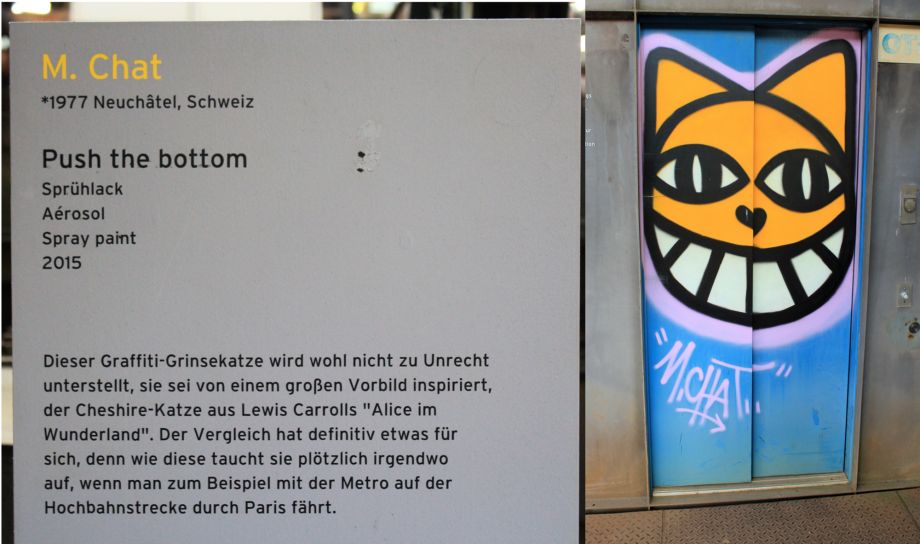 M. Chat
*1977 Neuchâtel, Schweiz
Push the bottom
Sprühlack
Aérosol
Spray paint
2015
Dieser Graffiti-Grinsekatze wird wohl nicht zu Unrecht
unterstellt, sie sei von einem großen Vorbild inspiriert,
der Cheshire-Katze aus Lewis Carrolls "Alice im
Wunderland". Der Vergleich hat definitiv etwas für
sich, denn wie diese taucht sie plötzlich irgendwo
auf, wenn man zum Beispiel mit der Metro auf der
Hochbahnstrecke durch Paris fährt.
"M.CHAT"